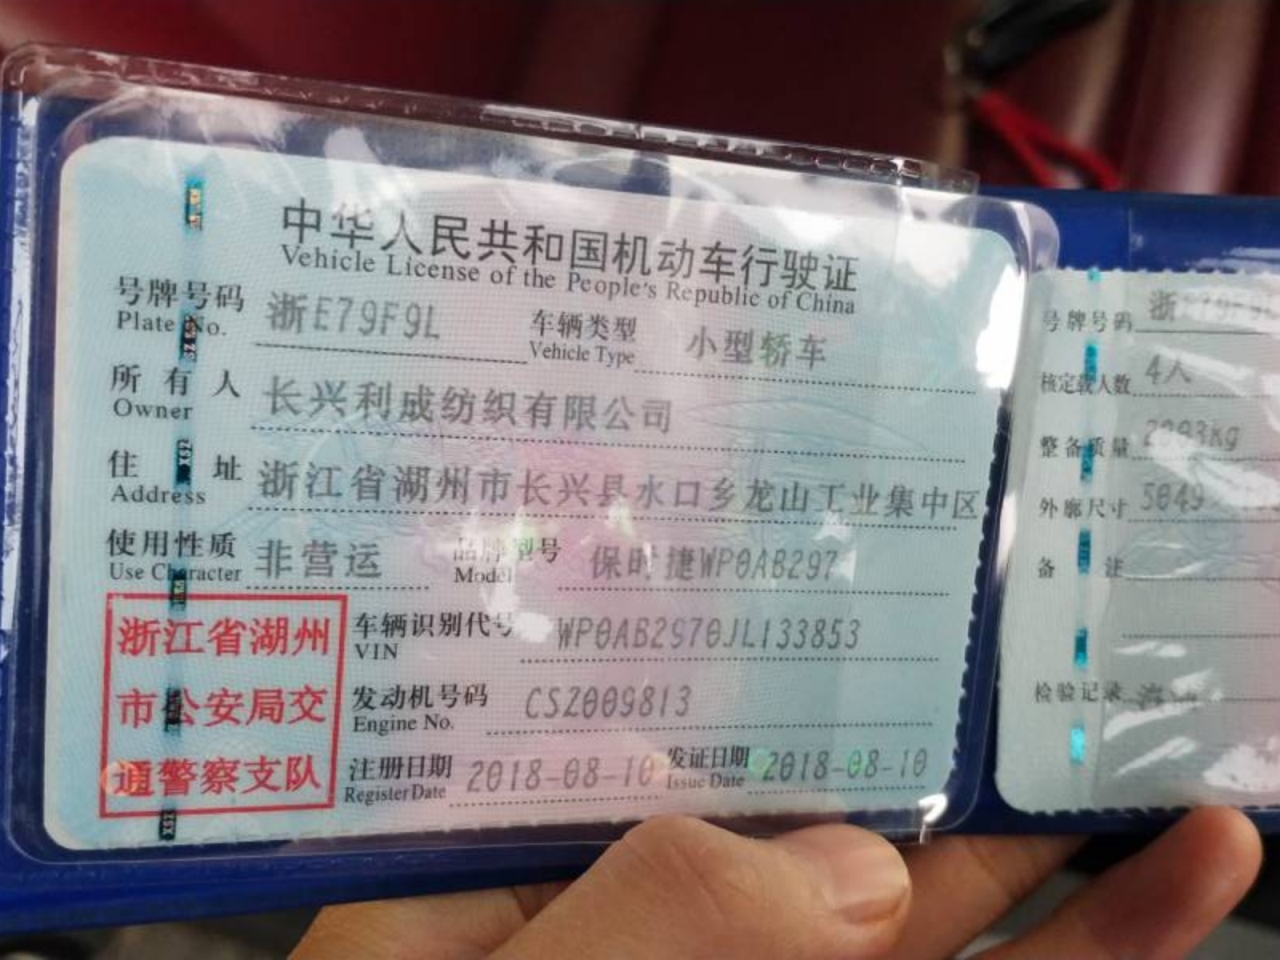 中华人民共和国机动车行驶证
Vehicle License of the People's Republic of China
号牌号码 浙E79F9L 车辆类型 小型轿车
Plate No. Vehicle Type
所有人 长兴利成纺织有限公司
Owner
住址 浙江省湖州市长兴县水口乡龙山工业集中区
Address
使用性质 非营运 品牌型号 保时捷WP0AB297
Use Character Model
浙江省湖州
市公安局交
通警察支队
车辆识别代号 WP0AB2970JL133853
VIN
发动机号码 CSZ009813
Engine No.
注册日期 2018-08-10 发证日期 2018-08-10
Register Date Issue Date
号牌号码 浙E79F9L
核定载人数 4人
整备质量
外廓尺寸 5049
备注
检验记录